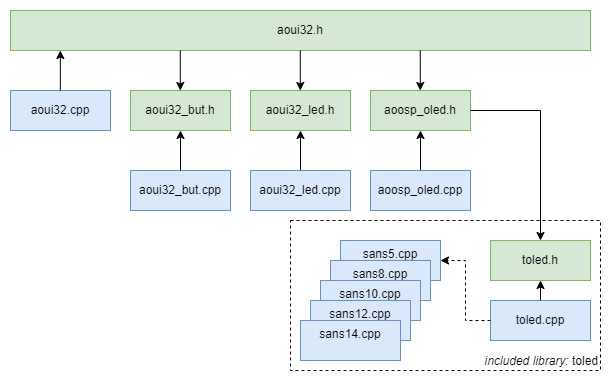 aoui32.h
aoui32.cpp
aoui32_but.h
aoui32_led.h
aoosp_oled.h
aoui32_but.cpp
aoui32_led.cpp
aoosp_oled.cpp
sans5.cpp
sans8.cpp
sans10.cpp
sans12.cpp
sans14.cpp
toled.h
toled.cpp
included library: toled